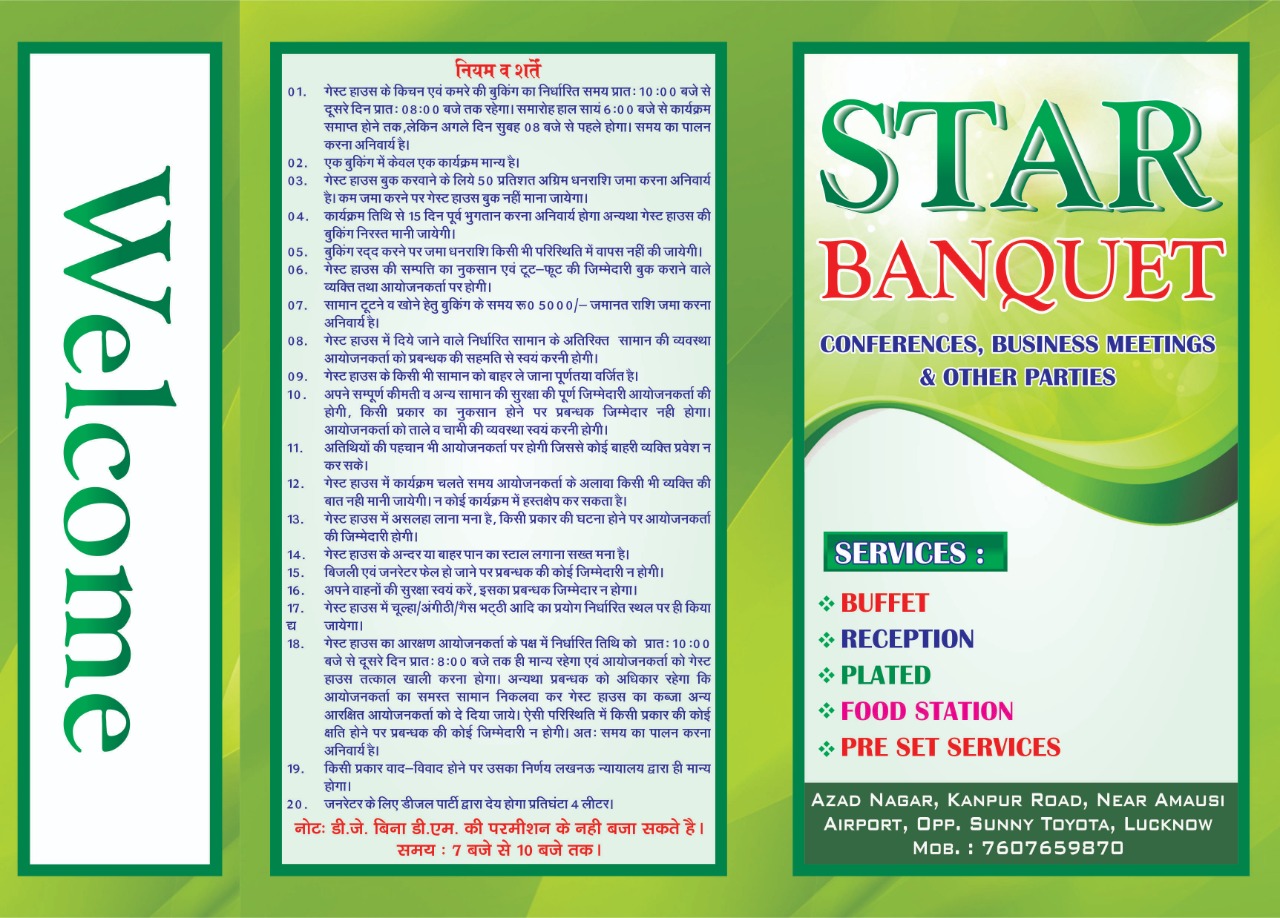 Welcome
नियम व शर्तें
01. गेस्ट हाउस के किचन एवं कमरे की बुकिंग का निर्धारित समय प्रातः 10:00 बजे से
दूसरे दिन प्रातः 08:00 बजे तक रहेगा। समारोह हाल सायं 6:00 बजे से कार्यक्रम
समाप्त होने तक,लेकिन अगले दिन सुबह 08 बजे से पहले होगा। समय का पालन
करना अनिवार्य है।
02. एक बुकिंग में केवल एक कार्यक्रम मान्य है।
03. गेस्ट हाउस बुक करवाने के लिये 50 प्रतिशत अग्रिम धनराशि जमा करना अनिवार्य
है। कम जमा करने पर गेस्ट हाउस बुक नहीं माना जायेगा।
04. कार्यक्रम तिथि से 15 दिन पूर्व भुगतान करना अनिवार्य होगा अन्यथा गेस्ट हाउस की
बुकिंग निरस्त मानी जायेगी।
05. बुकिंग रद्द करने पर जमा धनराशि किसी भी परिस्थिति में वापस नहीं की जायेगी।
06. गेस्ट हाउस की सम्पत्ति का नुकसान एवं टूट–फूट की जिम्मेदारी बुक कराने वाले
व्यक्ति तथा आयोजनकर्ता पर होगी।
07. सामान टूटने व खोने हेतु बुकिंग के समय रू0 5000/– जमानत राशि जमा करना
अनिवार्य है।
08. गेस्ट हाउस में दिये जाने वाले निर्धारित सामान के अतिरिक्त सामान की व्यवस्था
आयोजनकर्ता को प्रबन्धक की सहमति से स्वयं करनी होगी।
09. गेस्ट हाउस के किसी भी सामान को बाहर ले जाना पूर्णतया वर्जित है।
10. अपने सम्पूर्ण कीमती व अन्य सामान की सुरक्षा की पूर्ण जिम्मेदारी आयोजनकर्ता की
होगी, किसी प्रकार का नुकसान होने पर प्रबन्धक जिम्मेदार नही होगा।
आयोजनकर्ता को ताले व चामी की व्यवस्था स्वयं करनी होगी।
11. अतिथियों की पहचान भी आयोजनकर्ता पर होगी जिससे कोई बाहरी व्यक्ति प्रवेश न
कर सके।
12. गेस्ट हाउस में कार्यक्रम चलते समय आयोजनकर्ता के अलावा किसी भी व्यक्ति की
बात नही मानी जायेगी। न कोई कार्यक्रम में हस्तक्षेप कर सकता है।
13. गेस्ट हाउस में असलहा लाना मना है, किसी प्रकार की घटना होने पर आयोजनकर्ता
की जिम्मेदारी होगी।
14. गेस्ट हाउस के अन्दर या बाहर पान का स्टाल लगाना सख्त मना है।
15. बिजली एवं जनरेटर फेल हो जाने पर प्रबन्धक की कोई जिम्मेदारी न होगी।
16. अपने वाहनों की सुरक्षा स्वयं करें, इसका प्रबन्धक जिम्मेदार न होगा।
17. गेस्ट हाउस में चूल्हा/अंगीठी/गेस भट्ठी आदि का प्रयोग निर्धारित स्थल पर ही किया
द्य जायेगा।
18. गेस्ट हाउस का आरक्षण आयोजनकर्ता के पक्ष में निर्धारित तिथि को प्रातः 10:00
बजे से दूसरे दिन प्रातः 8:00 बजे तक ही मान्य रहेगा एवं आयोजनकर्ता को गेस्ट
हाउस तत्काल खाली करना होगा। अन्यथा प्रबन्धक को अधिकार रहेगा कि
आयोजनकर्ता का समस्त सामान निकलवा कर गेस्ट हाउस का कब्जा अन्य
आरक्षित आयोजनकर्ता को दे दिया जाये। ऐसी परिस्थिति में किसी प्रकार की कोई
क्षति होने पर प्रबन्धक की कोई जिम्मेदारी न होगी। अतः समय का पालन करना
अनिवार्य है।
19. किसी प्रकार वाद–विवाद होने पर उसका निर्णय लखनऊ न्यायालय द्वारा ही मान्य
होगा।
20. जनरेटर के लिए डीजल पार्टी द्वारा देय होगा प्रतिघंटा 4 लीटर।
नोटः डी.जे. बिना डी.एम. की परमीशन के नही बजा सकते है।
समय : 7 बजे से 10 बजे तक।
STAR
BANQUET
CONFERENCES, BUSINESS MEETINGS
& OTHER PARTIES
SERVICES :
BUFFET
RECEPTION
PLATED
FOOD STATION
PRE SET SERVICES
AZAD NAGAR, KANPUR ROAD, NEAR AMAUSI
AIRPORT, OPP. SUNNY TOYOTA, LUCKNOW
MOB. : 7607659870